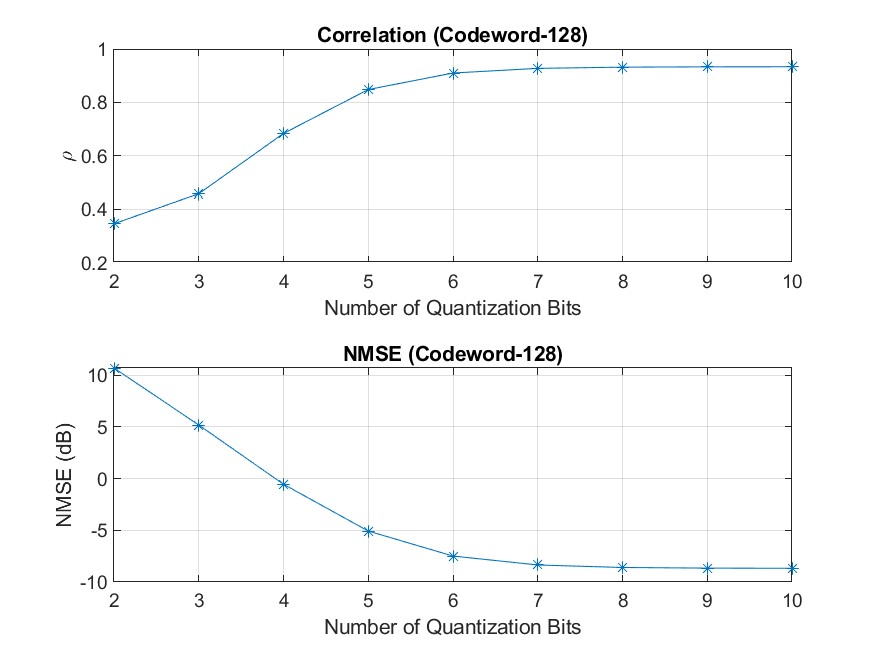 Correlation (Codeword-128)
1
0.8
0.6
0.4
0.2
ρ
2 3 4 5 6 7 8 9 10
Number of Quantization Bits
NMSE (Codeword-128)
10
5
0
-5
-10
NMSE (dB)
2 3 4 5 6 7 8 9 10
Number of Quantization Bits